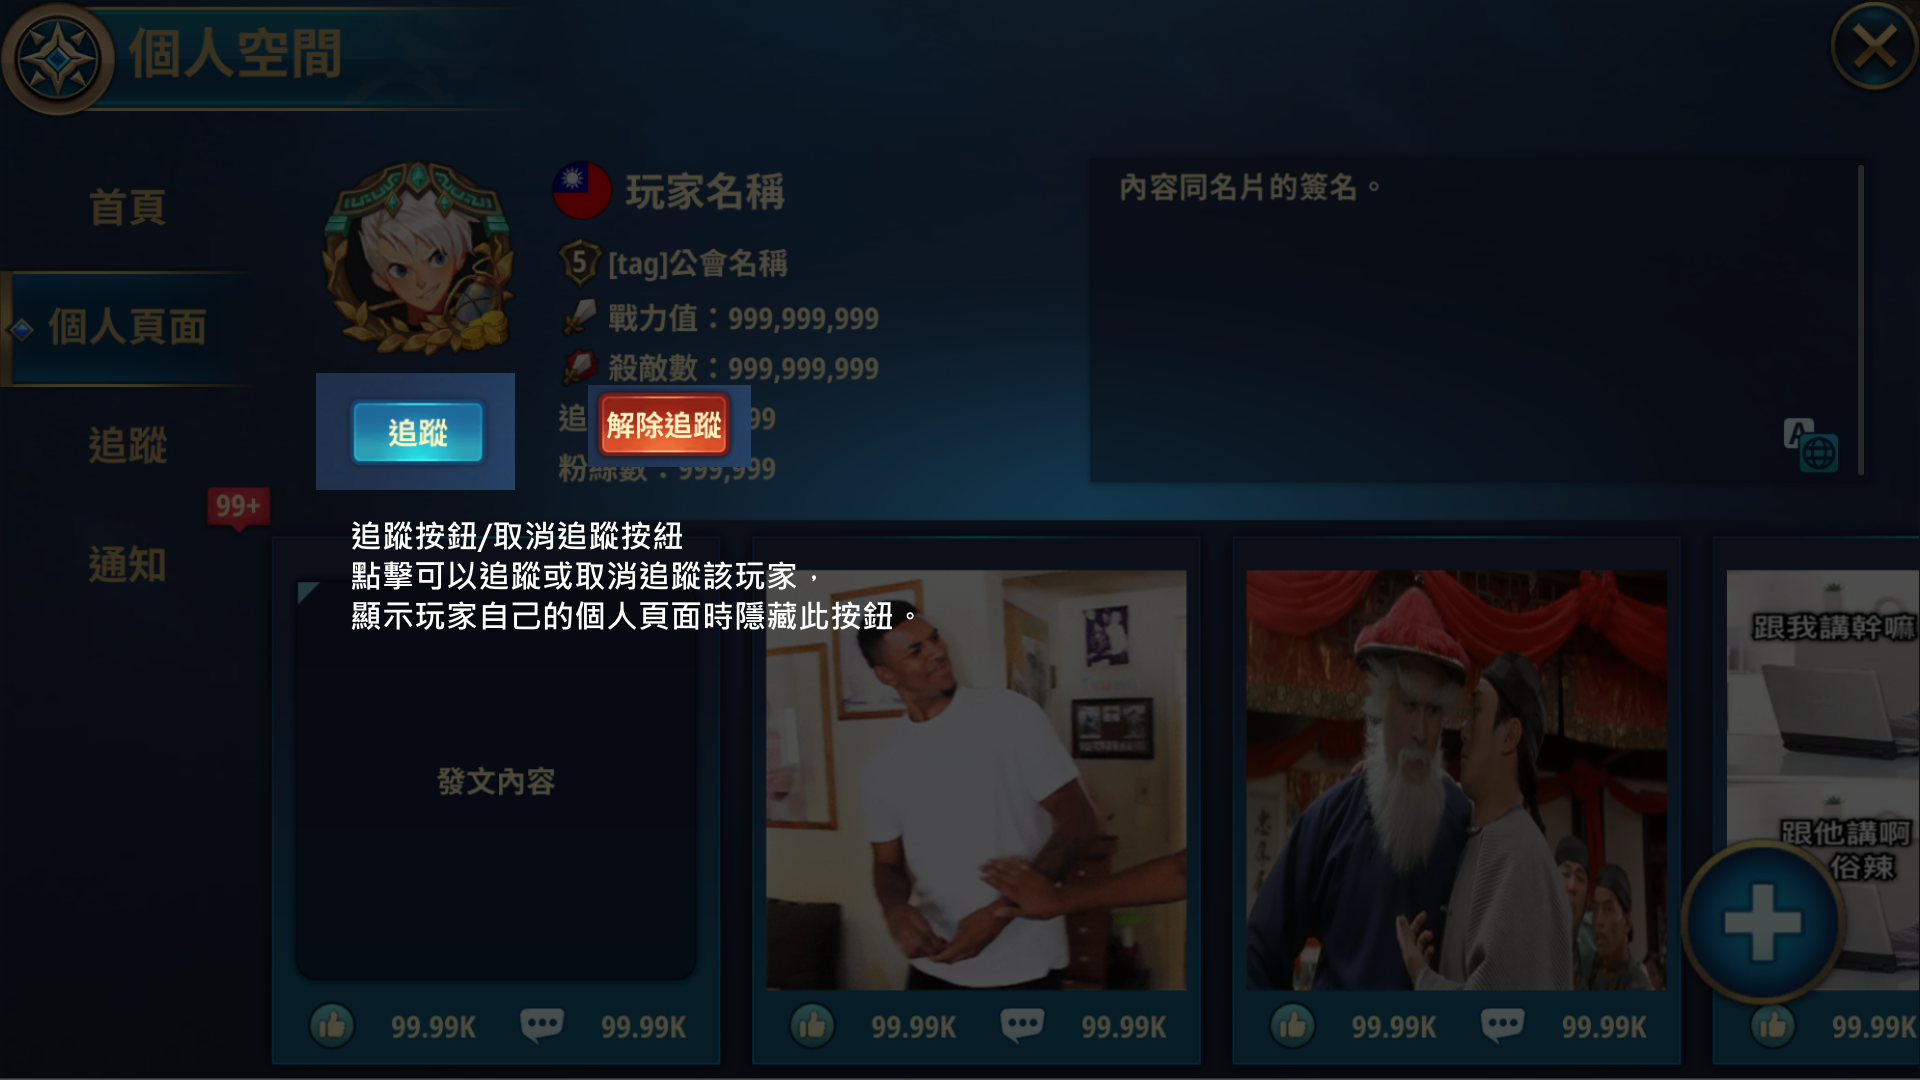 個人空間
首頁
個人頁面
追蹤
99+
通知
玩家名稱
5
[tag]公會名稱
戰力值：999,999,999
殺敵數：999,999,999
追
99
粉絲數：999,999
追蹤
解除追蹤
內容同名片的簽名。
A
追蹤按鈕/取消追蹤按紐
點擊可以追蹤或取消追蹤該玩家，
顯示玩家自己的個人頁面時隱藏此按鈕。
發文內容
跟我講幹嘛
跟他講啊
俗辣
99.99K
99.99K
99.99K
99.99K
99.99K
99.99K
99.99K